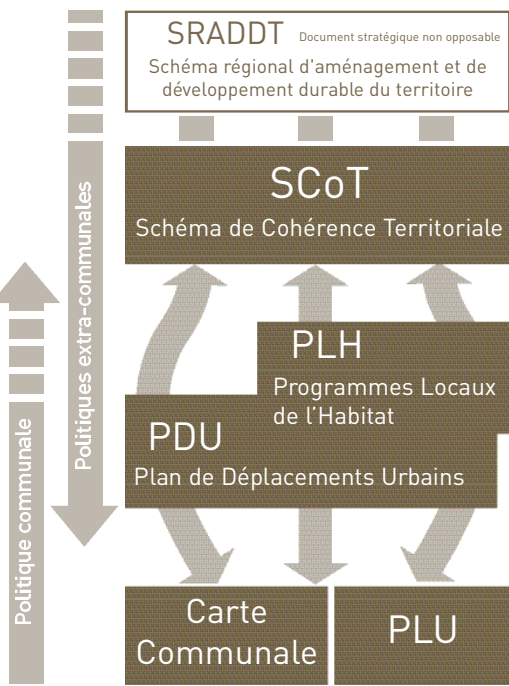 SRADDT Document stratégique non opposable
Schéma régional d'aménagement et de
développement durable du territoire
SCoT
Schéma de Cohérence Territoriale
PLH
Programmes Locaux
de l'Habitat
PDU
Plan de Déplacements Urbains
Carte
Communale
PLU
Politiques extra-communales
Politique communale